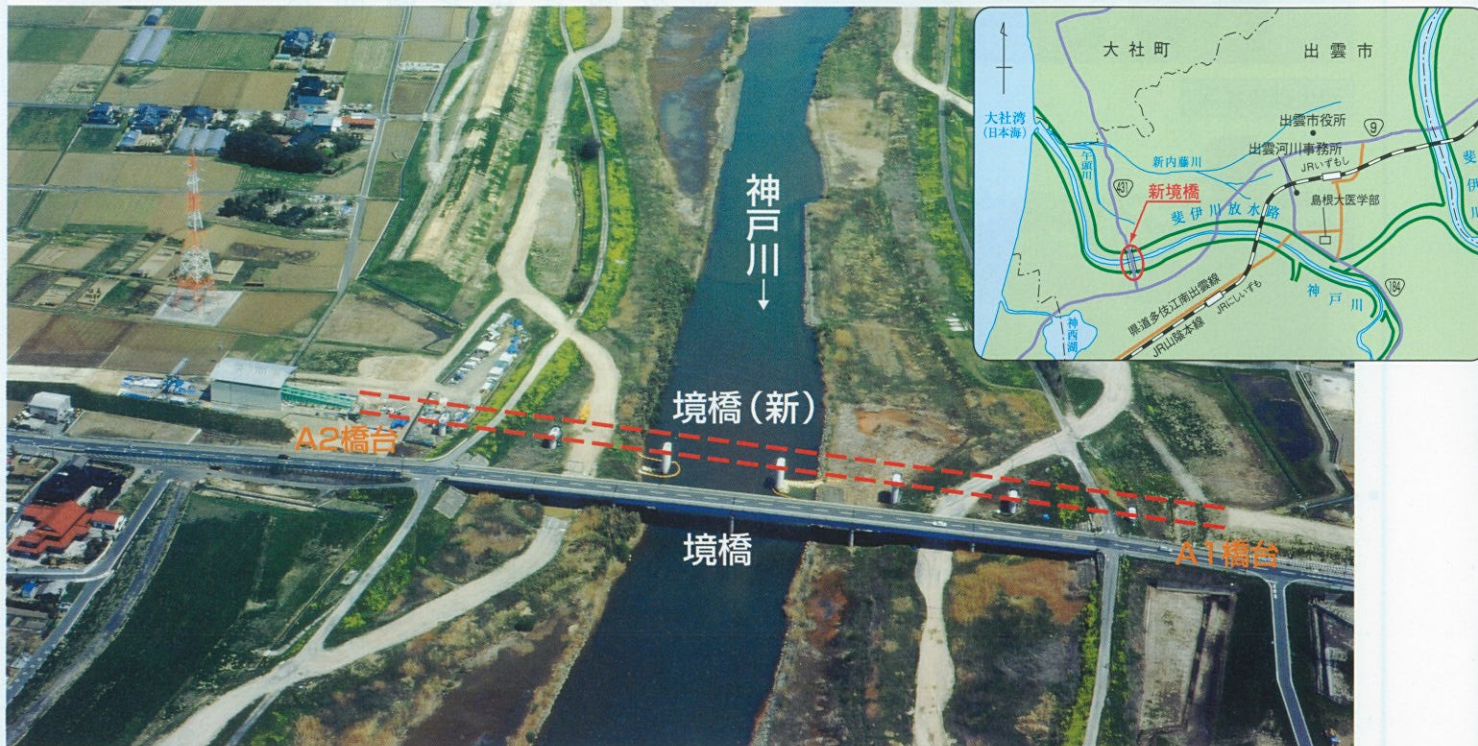 神戸川→
境橋(新)
境橋
A2橋台
A1橋台
大社町
出雲市
大社湾
(日本海)
出雲市役所
9
出雲河川事務所
JRいずもし
新内藤川
午頭川
431
新境橋
島根大医学部
斐伊川放水路
斐
伊
県道多伎江南出雲線
JRにしいずも
JR山陰本線
神戸川
184
神西湖